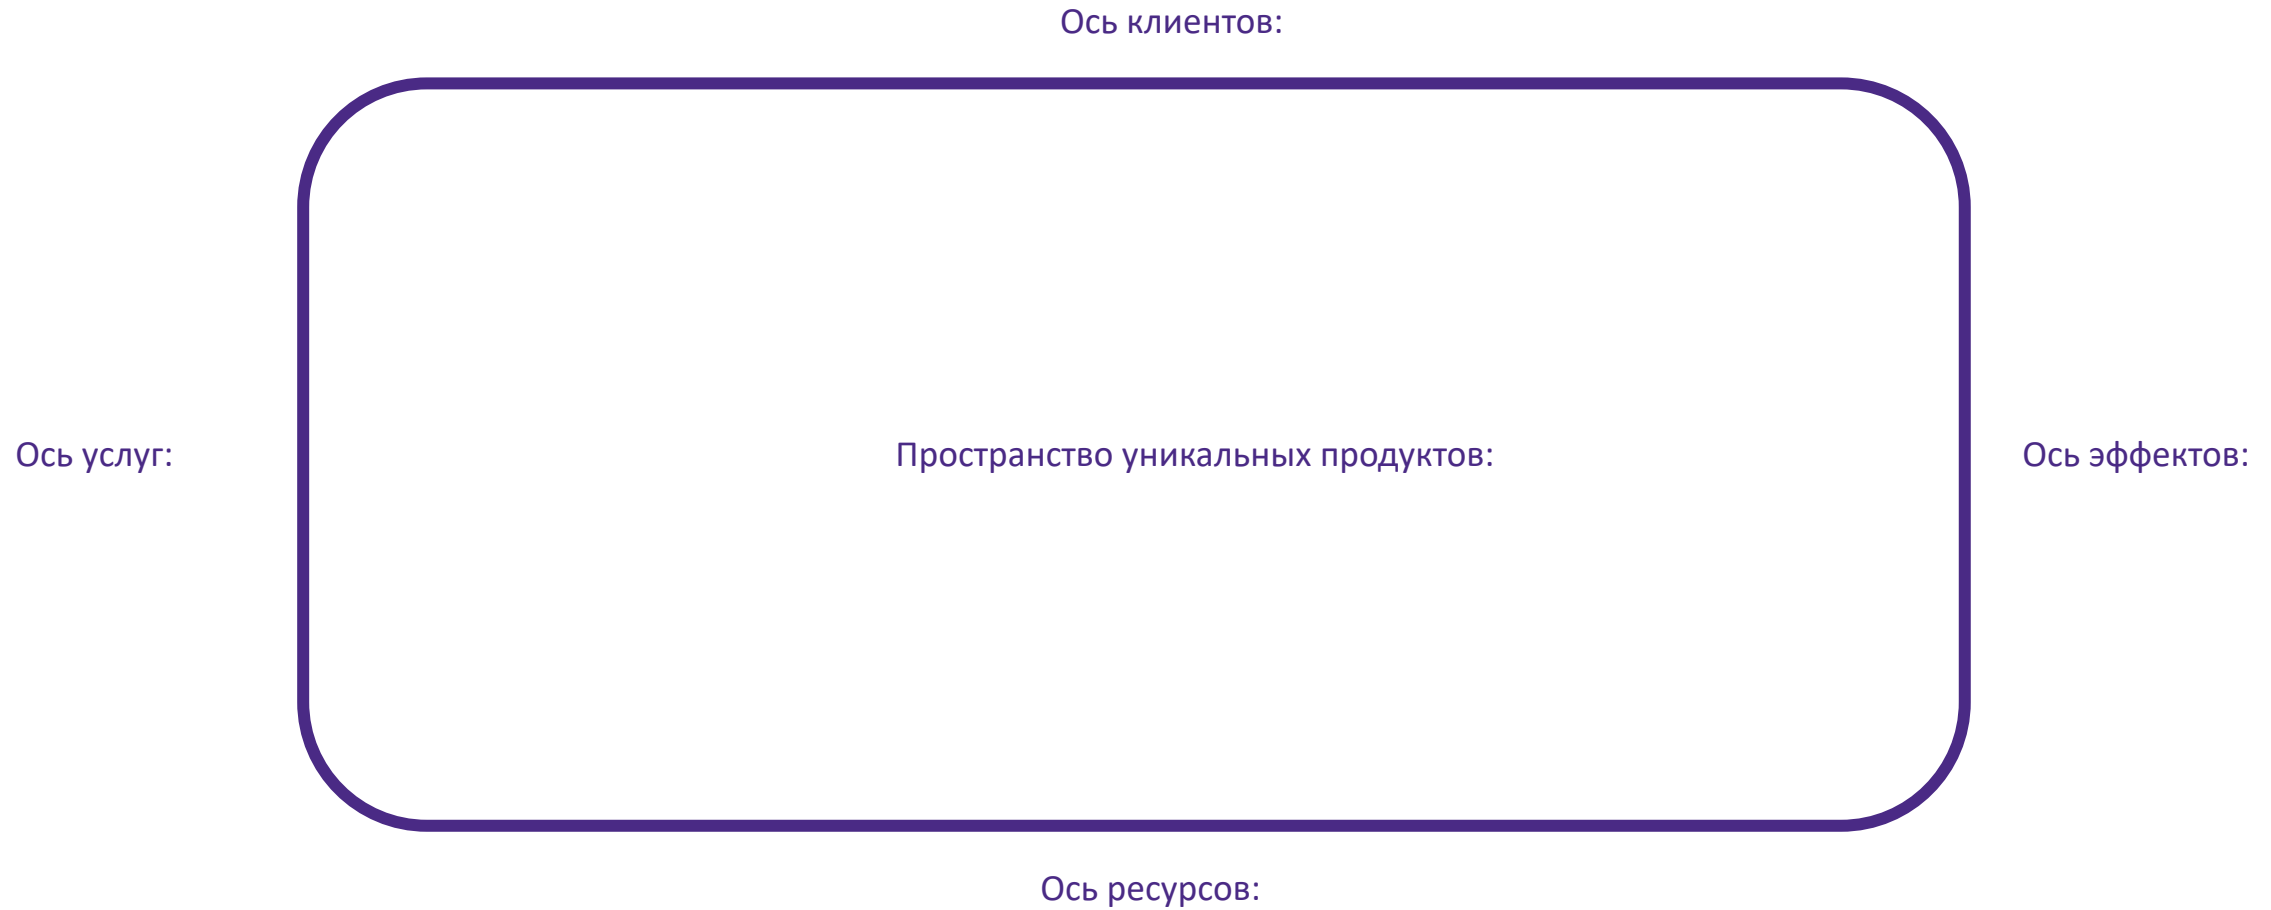 Ось клиентов:
Ось услуг:
Пространство уникальных продуктов:
Ось эффектов:
Ось ресурсов: